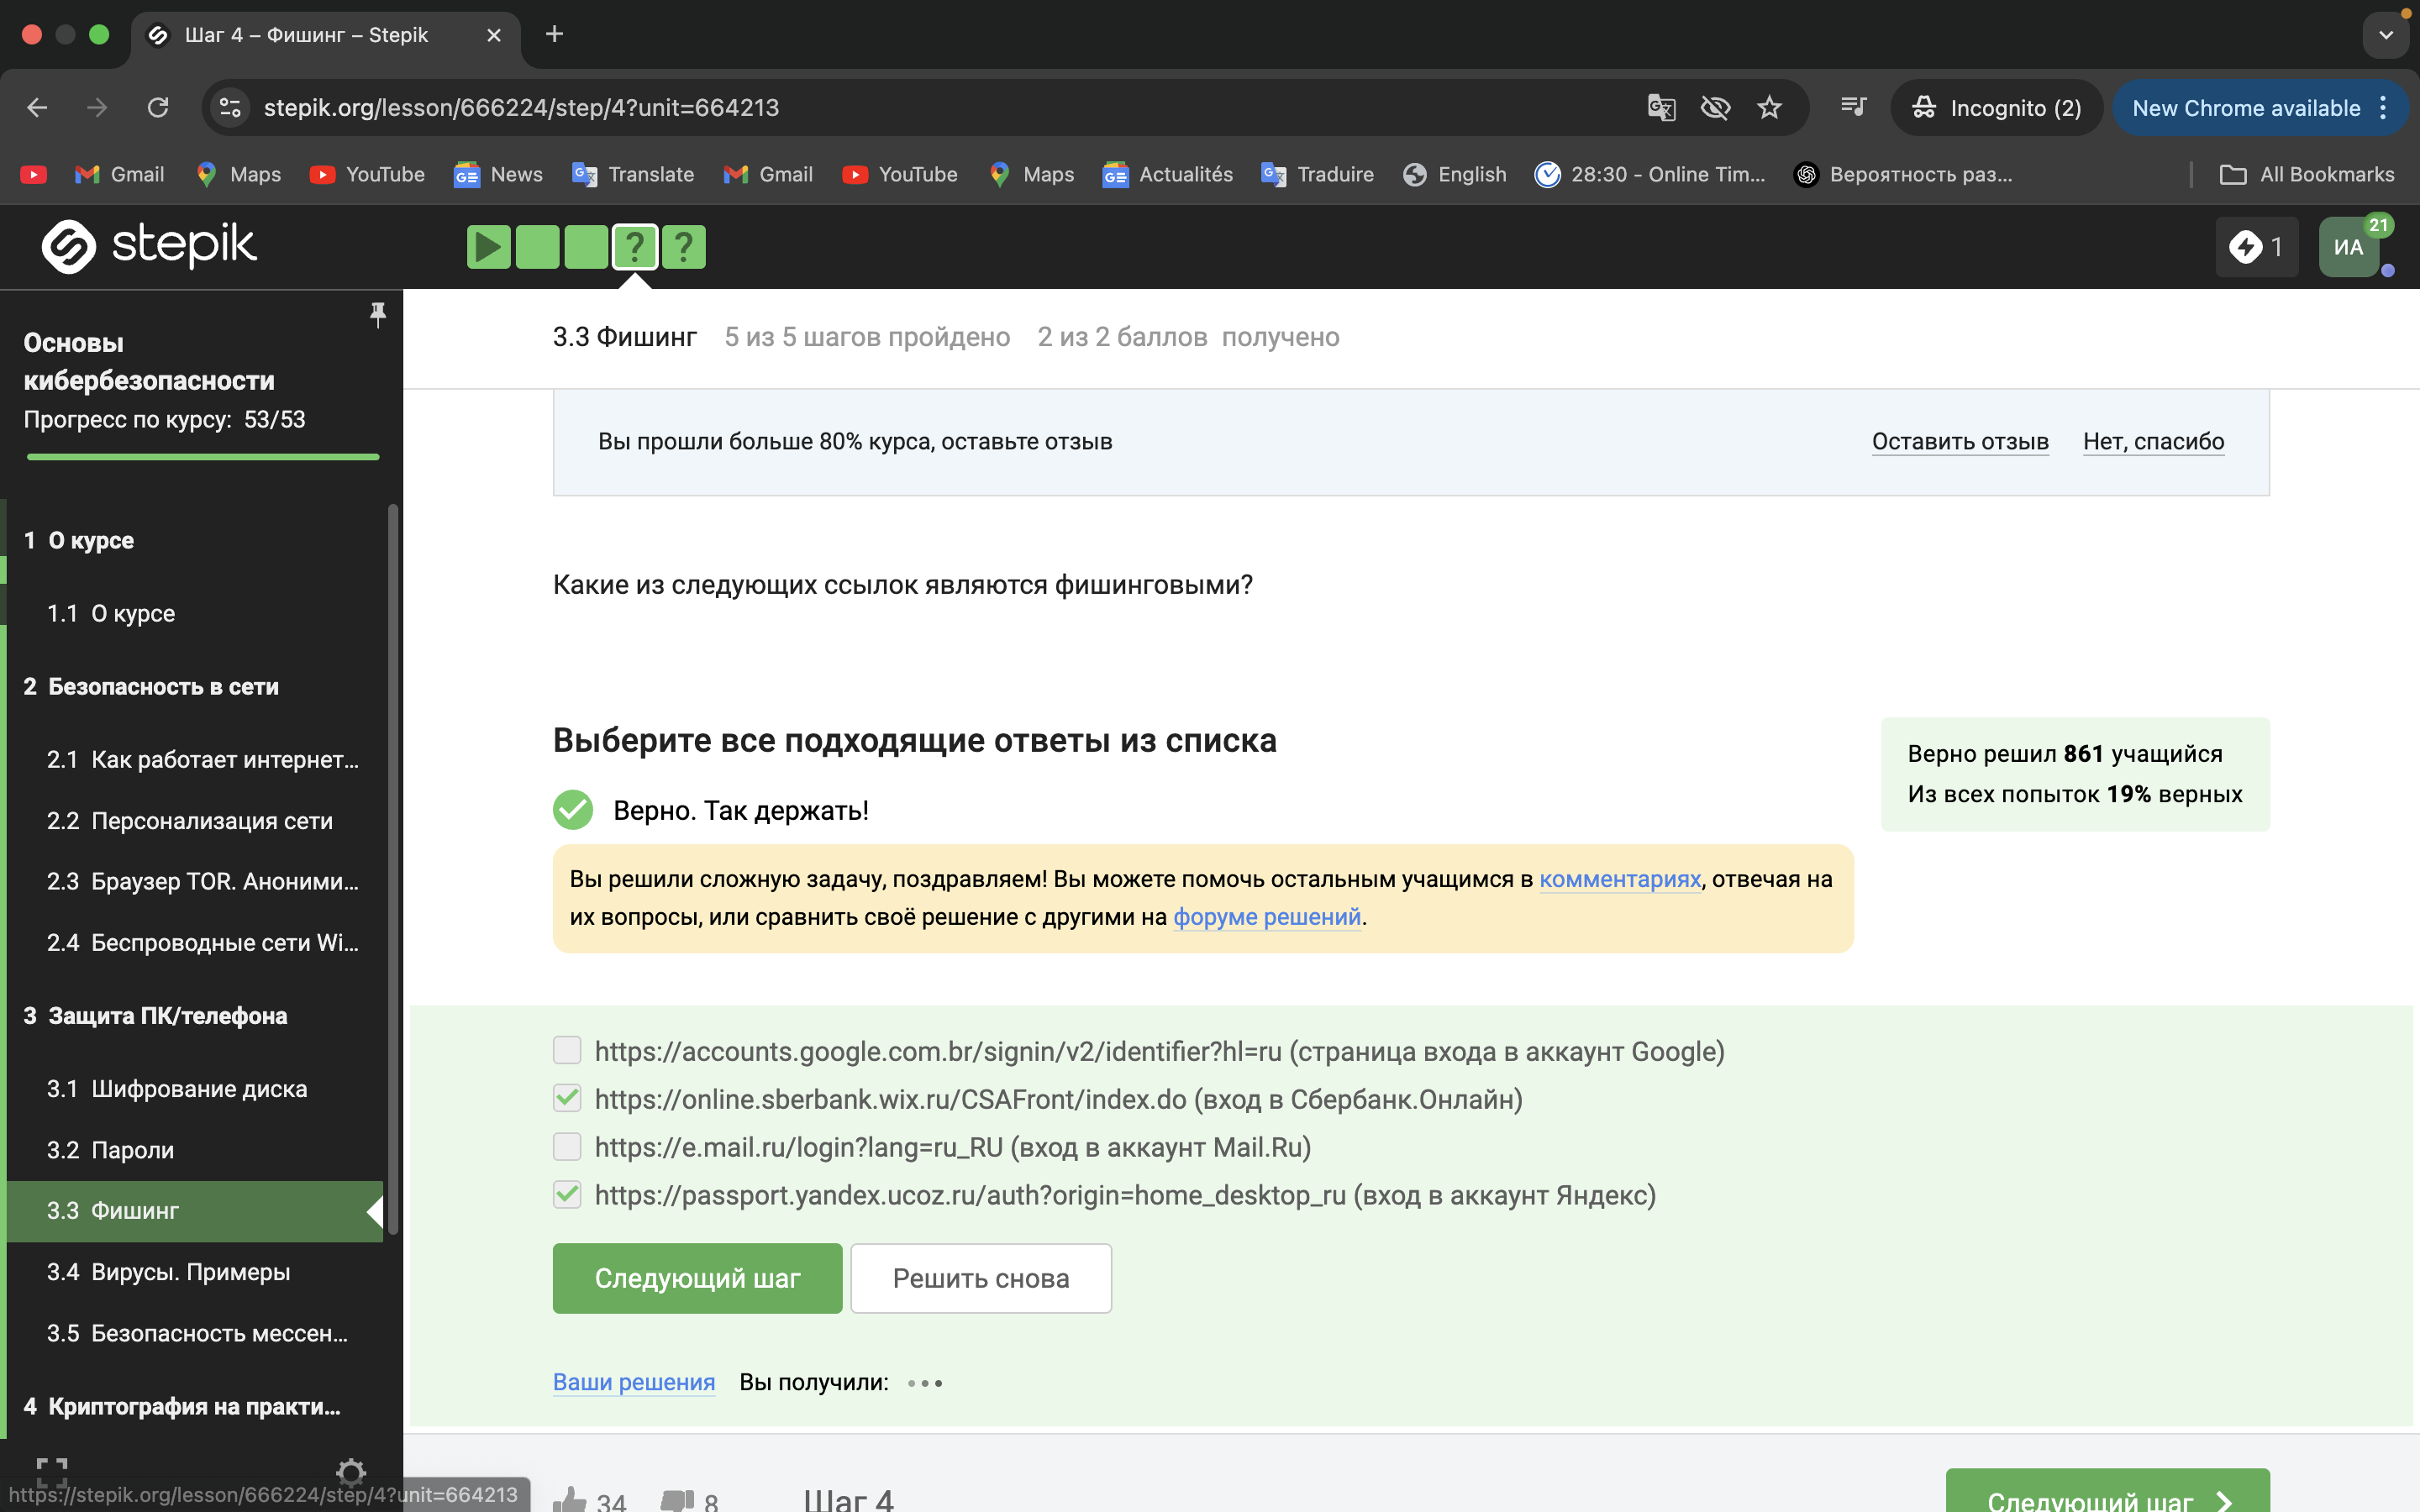 Шаг 4 – Фишинг – Stepik
stepik.org/lesson/666224/step/4?unit=664213
Incognito (2)
New Chrome available
Gmail
Maps
YouTube
News
Translate
Gmail
YouTube
Maps
Actualités
Traduire
English
28:30 - Online Tim...
Вероятность раз...
All Bookmarks
stepik
? ?
1
ИА
21
Основы
кибербезопасности
Прогресс по курсу: 53/53
1 О курсе
1.1 О курсе
2 Безопасность в сети
2.1 Как работает интернет...
2.2 Персонализация сети
2.3 Браузер TOR. Аноними...
2.4 Беспроводные сети Wi...
3 Защита ПК/телефона
3.1 Шифрование диска
3.2 Пароли
3.3 Фишинг
3.4 Вирусы. Примеры
3.5 Безопасность мессен...
4 Криптография на практи...
https://stepik.org/lesson/666224/step/4?unit=664213
3.3 Фишинг 5 из 5 шагов пройдено 2 из 2 баллов получено
Вы прошли больше 80% курса, оставьте отзыв
Оставить отзыв
Нет, спасибо
Какие из следующих ссылок являются фишинговыми?
Выберите все подходящие ответы из списка
Верно. Так держать!
Верно решил 861 учащийся
Из всех попыток 19% верных
Вы решили сложную задачу, поздравляем! Вы можете помочь остальным учащимся в комментариях, отвечая на
их вопросы, или сравнить своё решение с другими на форуме решений.
https://accounts.google.com.br/signin/v2/identifier?hl=ru (страница входа в аккаунт Google)
https://online.sberbank.wix.ru/CSAFront/index.do (вход в Сбербанк.Онлайн)
https://e.mail.ru/login?lang=ru_RU (вход в аккаунт Mail.Ru)
https://passport.yandex.ucoz.ru/auth?origin=home_desktop_ru (вход в аккаунт Яндекс)
Следующий шаг
Решить снова
Ваши решения Вы получили:
34
8
Шаг 4
Следующий шаг